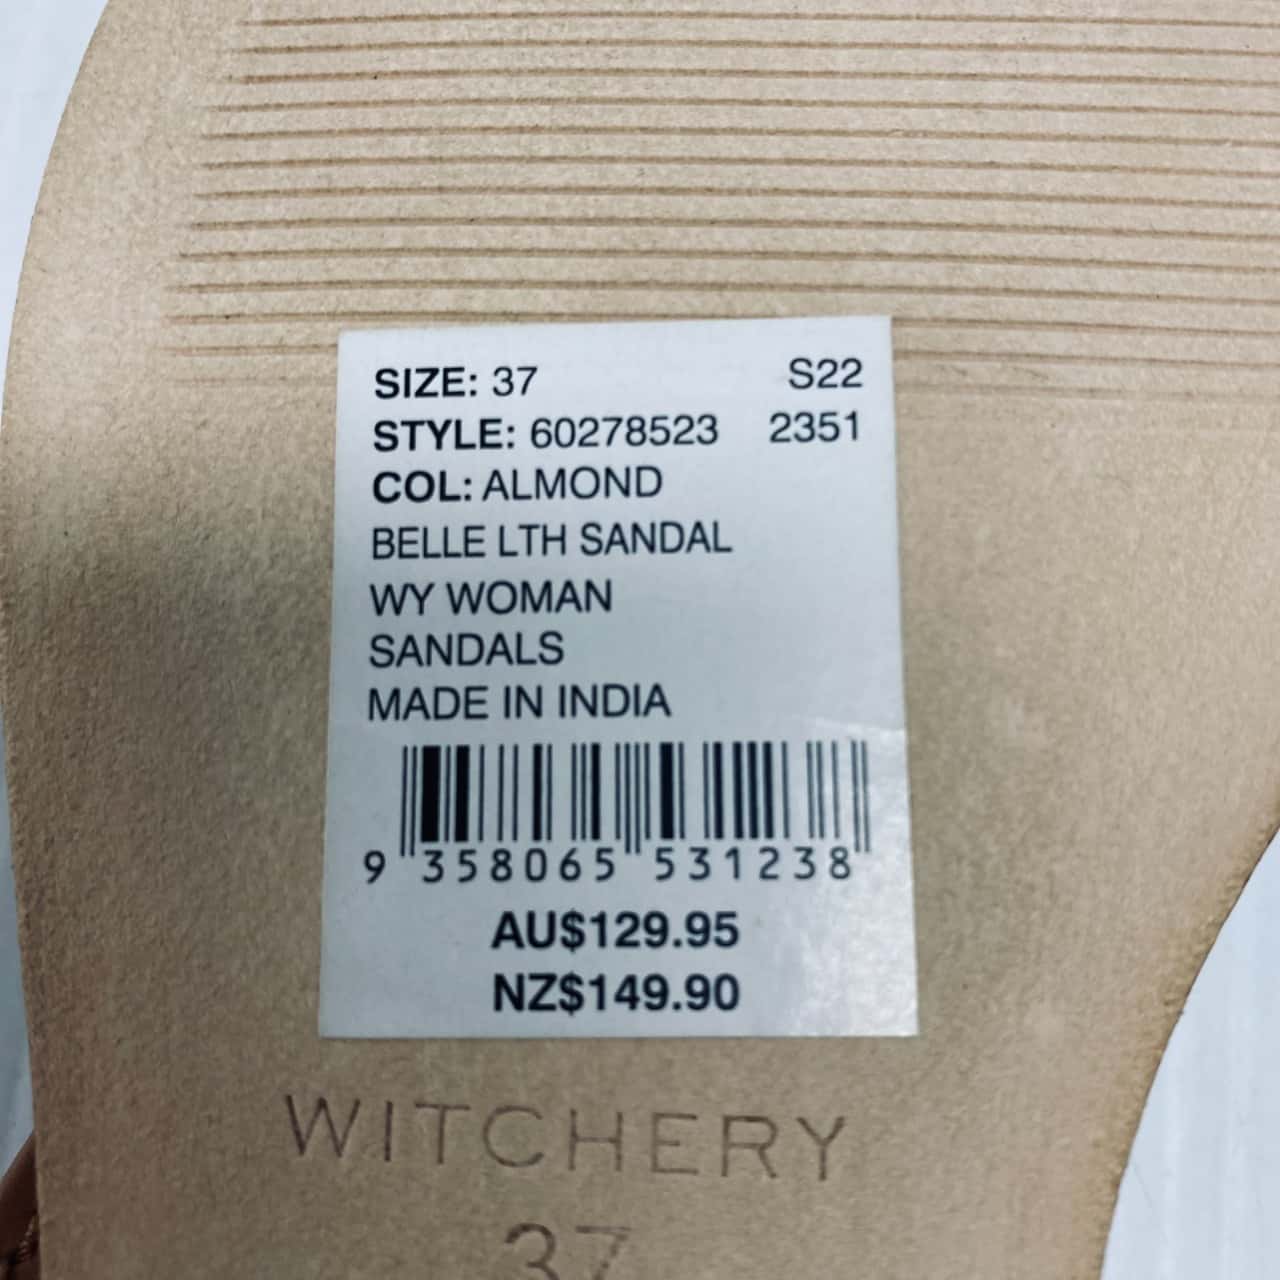 SIZE: 37 S22
STYLE: 60278523 2351
COL: ALMOND
BELLE LTH SANDAL
WY WOMAN
SANDALS
MADE IN INDIA
9 358065 531238
AU$129.95
NZ$149.90
WITCHERY
37